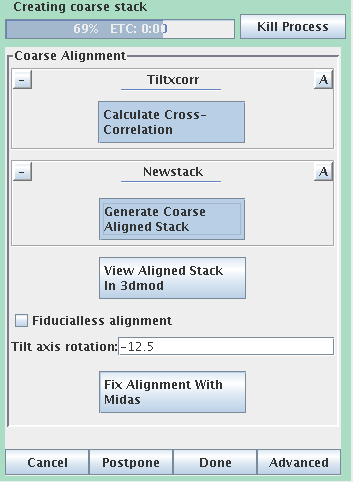 Creating coarse stack
69% ETC: 0:00
Kill Process
Coarse Alignment
- Tiltxcorr A
Calculate Cross-
Correlation
- Newstack A
Generate Coarse
Aligned Stack
View Aligned Stack
In 3dmod
Fiducialless alignment
Tilt axis rotation: -12.5
Fix Alignment With
Midas
Cancel Postpone Done Advanced